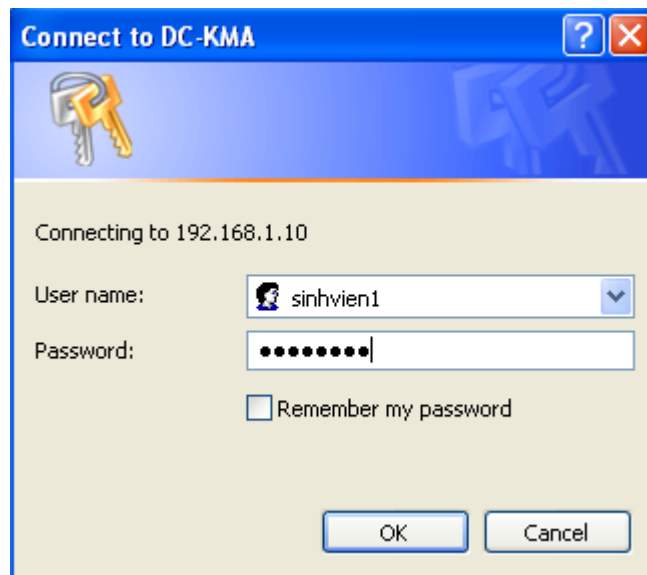 Connect to DC-KMA
Connecting to 192.168.1.10
User name: sinhvien1
Password: ●●●●●●●●
Remember my password
OK Cancel